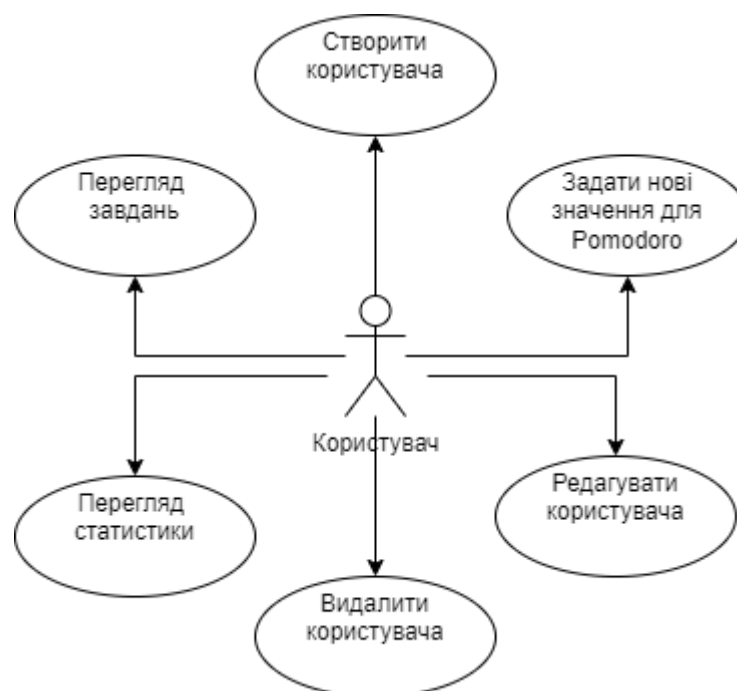 Створити
користувача
Перегляд
завдань
Задати нові
значення для
Pomodoro
Користувач
Перегляд
статистики
Редагувати
користувача
Видалити
користувача